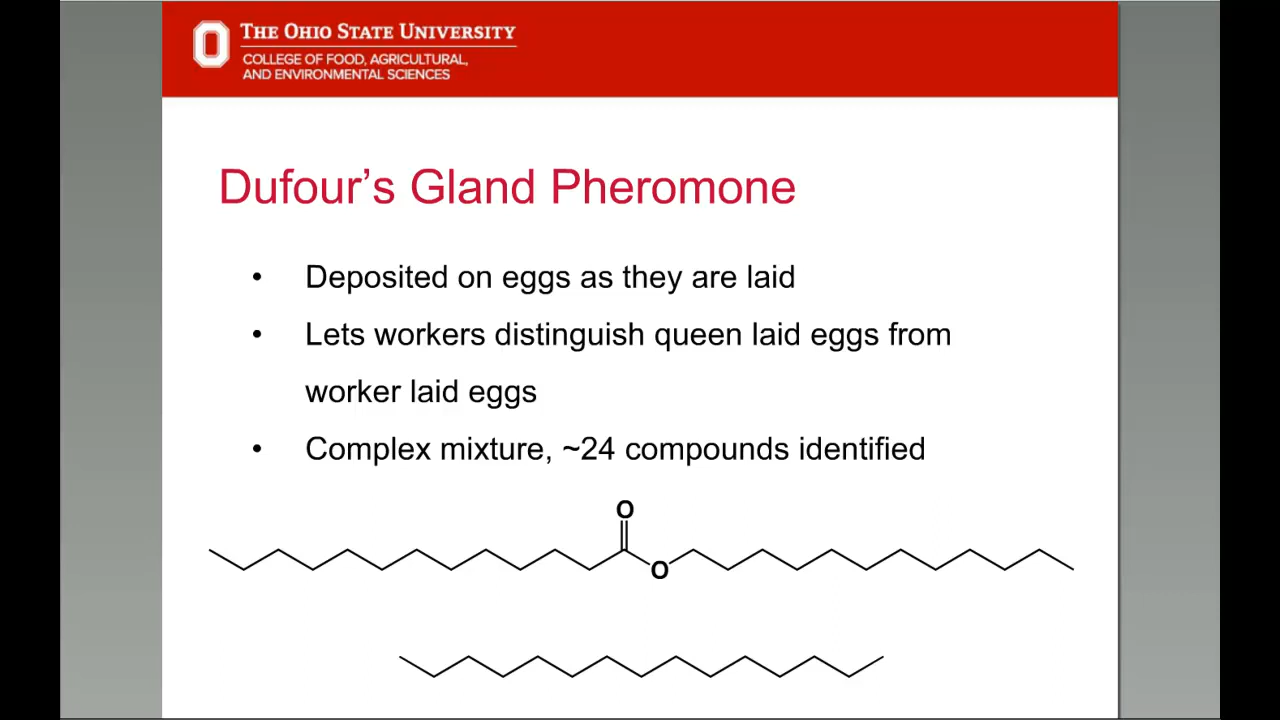 THE OHIO STATE UNIVERSITY
COLLEGE OF FOOD, AGRICULTURAL,
AND ENVIRONMENTAL SCIENCES
Dufour’s Gland Pheromone
• Deposited on eggs as they are laid
• Lets workers distinguish queen laid eggs from
worker laid eggs
• Complex mixture, ~24 compounds identified
O
O